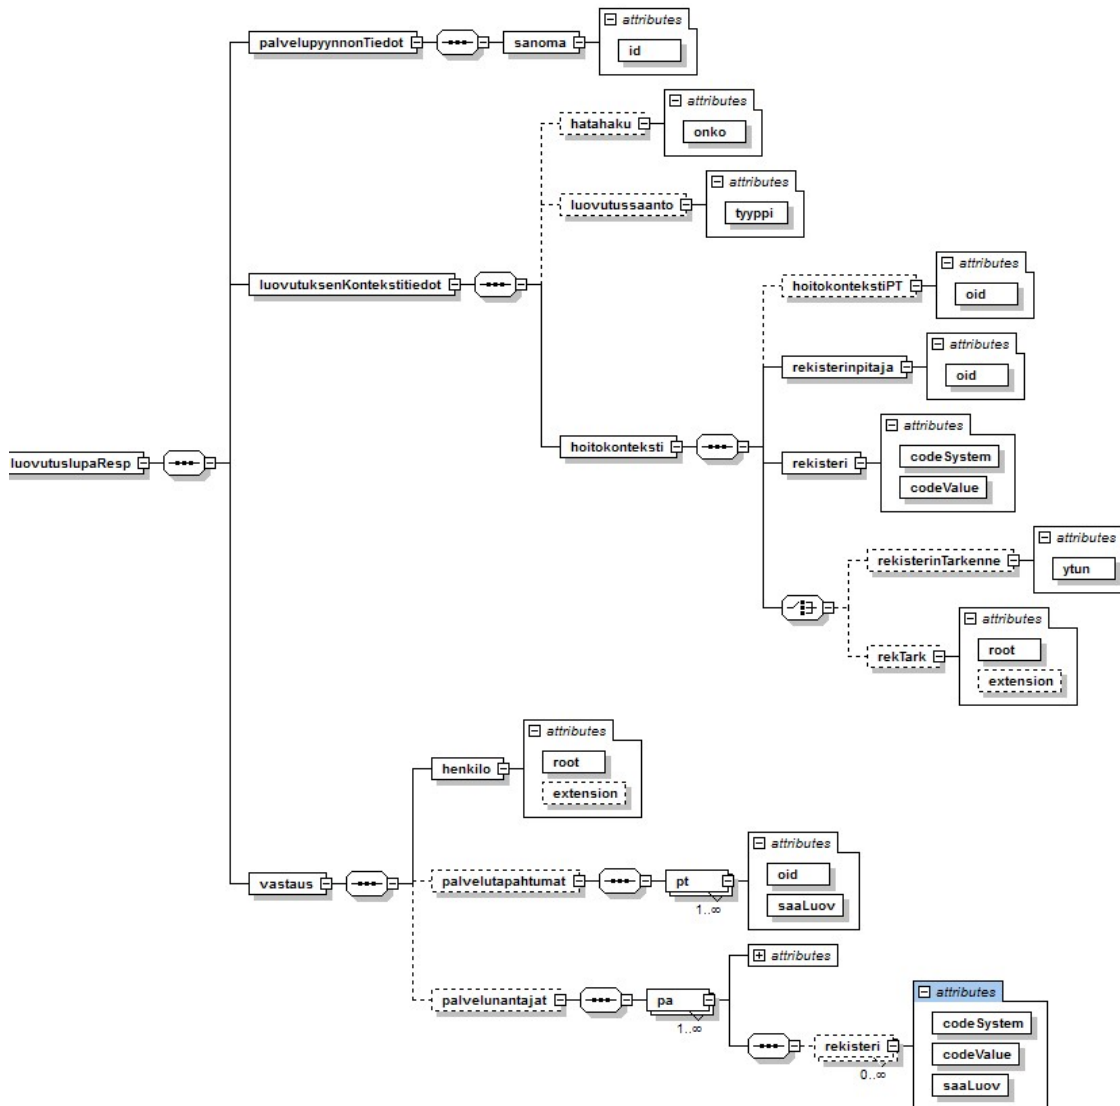 attributes
palvelupyynnonTiedot
sanoma
id
attributes
hatahaku
onko
attributes
luovutussaanto
tyyppi
attributes
luovutuksenKontekstitiedot
hoitokontekstiPT
oid
attributes
rekisterinpitaja
oid
attributes
luovutuslupaResp
hoitokonteksti
rekisteri
codeSystem
codeValue
attributes
rekisterinTarkenne
ytun
attributes
rekTark
root
extension
attributes
henkilo
root
extension
attributes
vastaus
palvelutapahtumat
pt
1..∞
oid
saaLuov
attributes
palvelunantajat
pa
1..∞
attributes
rekisteri
0..∞
codeSystem
codeValue
saaLuov